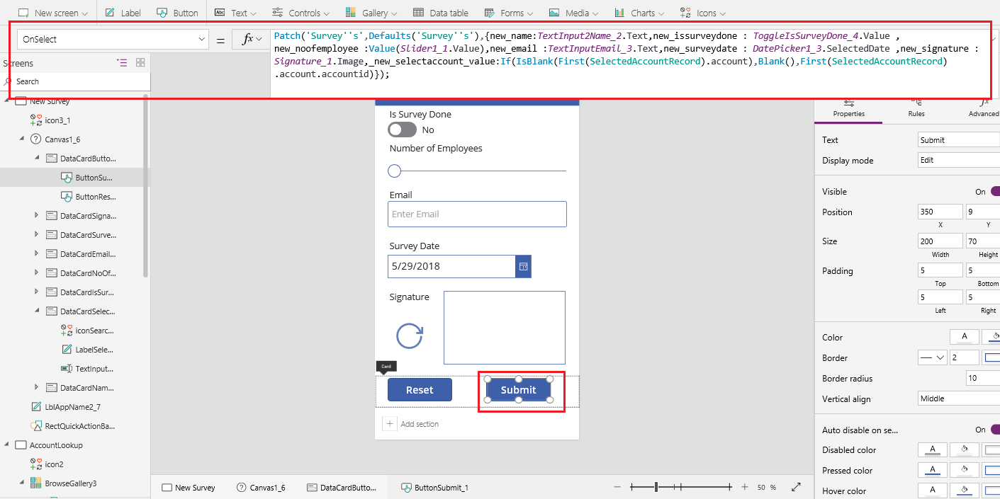 New screen
Label
Button
Text
Controls
Gallery
Data table
Forms
Media
Charts
Icons
OnSelect
=
fx
Patch('Survey''s',Defaults('Survey''s'),{new_name:TextInput2Name_2.Text,new_issurveydone : ToggleIsSurveyDone_4.Value ,
new_noofemployee :Value(Slider1_1.Value),new_email :TextInputEmail_3.Text,new_surveydate : DatePicker1_3.SelectedDate ,new_signature :
Signature_1.Image,_new_selectaccount_value:If(IsBlank(First(SelectedAccountRecord).account),Blank(),First(SelectedAccountRecord)
.account.accountid)});
Screens
Search
New Survey
icon3_1
Canvas1_6
DataCardButto...
ButtonSu...
ButtonRes...
DataCardSigna...
DataCardSurve...
DataCardEmail...
DataCardNoOf...
DataCardIsSur...
DataCardSelec...
iconSearc...
LabelSele...
TextInput...
DataCardNam...
LblAppName2_7
RectQuickActionBa...
AccountLookup
icon2
BrowseGallery3
Is Survey Done
No
Number of Employees
Email
Enter Email
Survey Date
5/29/2018
Signature
Card
Reset
Submit
Add section
New Survey
Canvas1_6
DataCardButto...
ButtonSubmit_1
50 %
Properties
Rules
Advanced
Text
Submit
Display mode
Edit
Visible
On
Position
350
9
X
Y
Size
200
70
Width
Height
Padding
5
5
Top
Bottom
5
5
Left
Right
Color
A
Border
2
Border radius
10
Vertical align
Middle
Auto disable on se...
On
Disabled color
A
Pressed color
A
Hover color
A